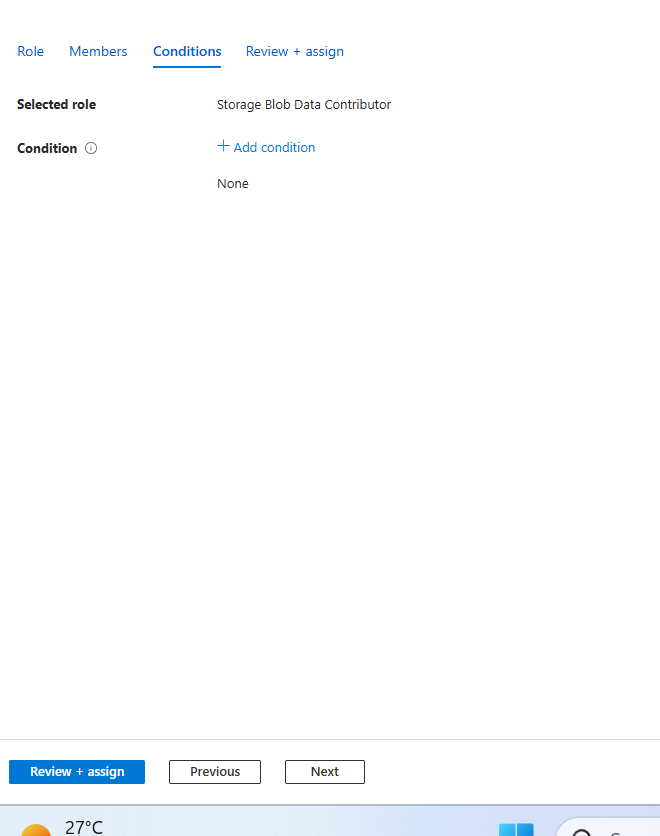 Role Members Conditions Review + assign
Selected role Storage Blob Data Contributor
Condition + Add condition
None
Review + assign Previous Next
27°C